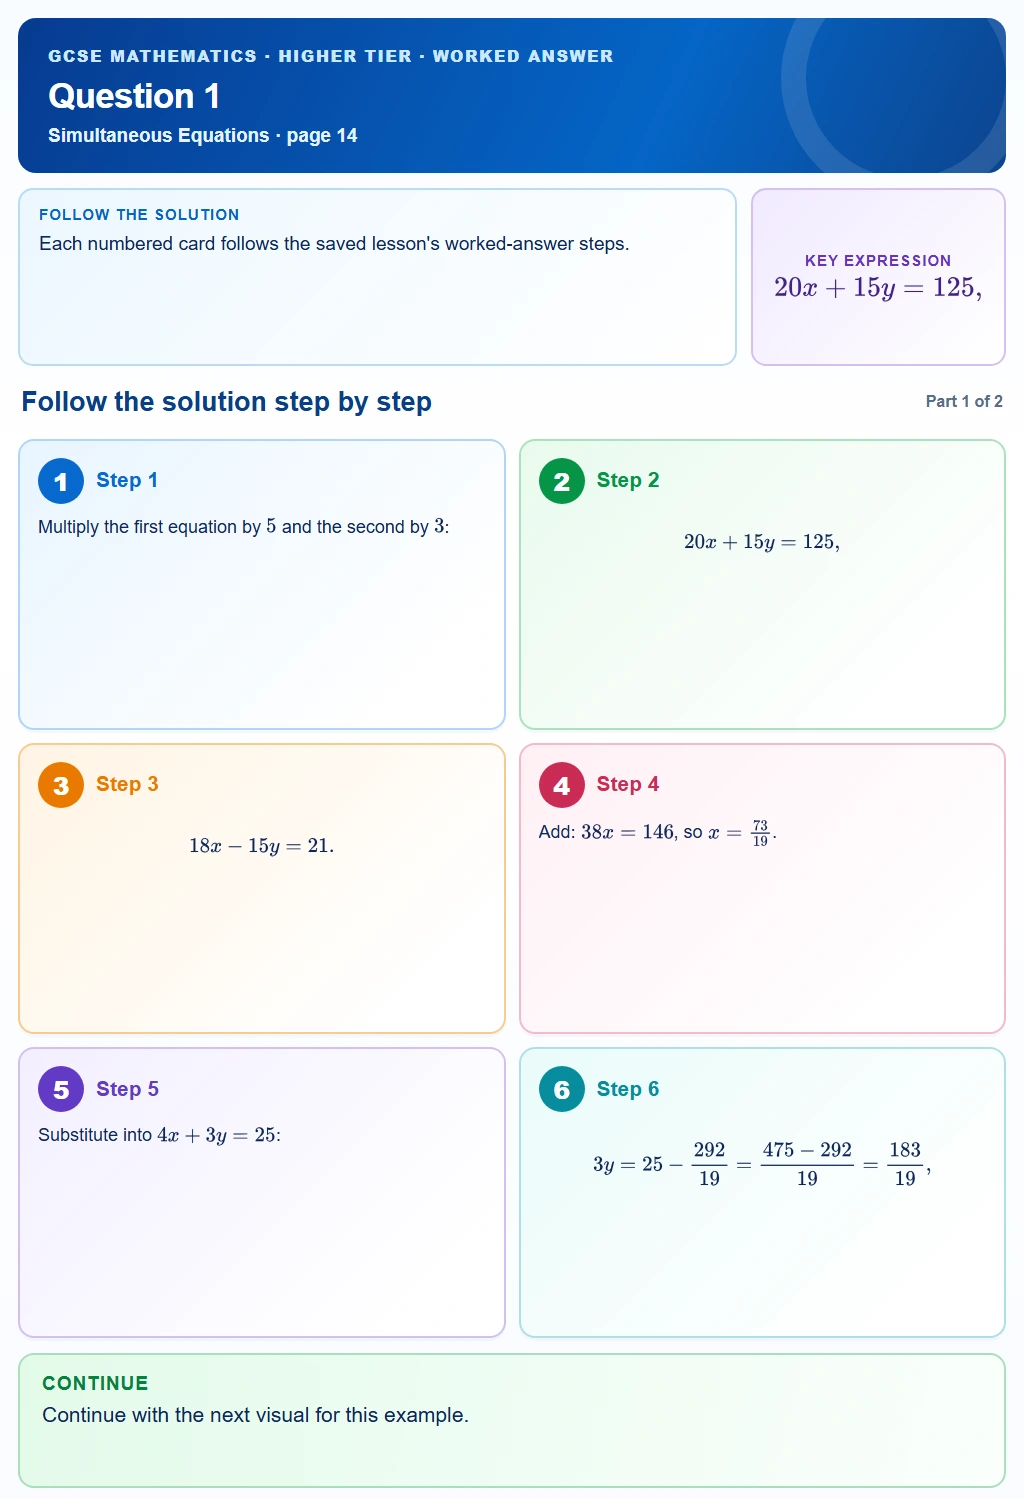 GCSE MATHEMATICS · HIGHER TIER · WORKED ANSWER
Question 1
Simultaneous Equations · page 14
FOLLOW THE SOLUTION
Each numbered card follows the saved lesson's worked-answer steps.
KEY EXPRESSION
20x + 15y = 125,
Follow the solution step by step
Part 1 of 2
1 Step 1
Multiply the first equation by 5 and the second by 3:
2 Step 2
20x + 15y = 125,
3 Step 3
18x − 15y = 21.
4 Step 4
Add: 38x = 146, so x = 73/19.
5 Step 5
Substitute into 4x + 3y = 25:
6 Step 6
3y = 25 − 292/19 = (475 − 292)/19 = 183/19,
CONTINUE
Continue with the next visual for this example.